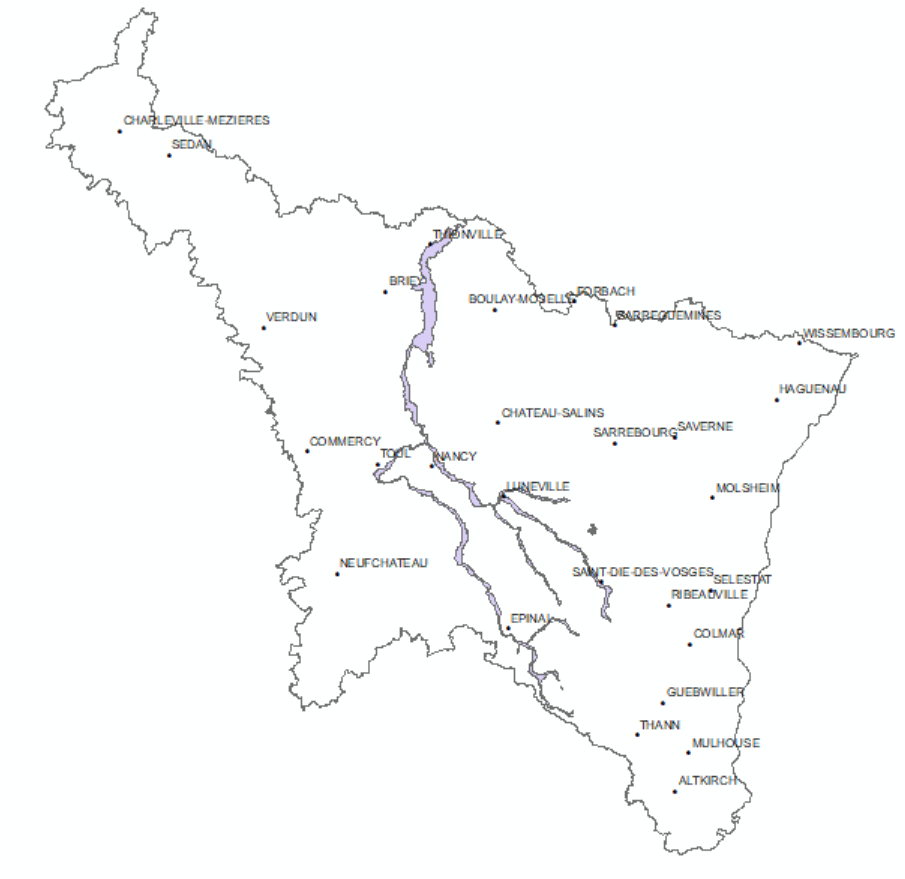 CHARLEVILLE-MEZIERES
SEDAN
THIONVILLE
BRIEY
BOULAY-MOSELLE
FORBACH
VERDUN
SARREGUEMINES
WISSEMBOURG
HAGUENAU
CHATEAU-SALINS
SARREBOURG
SAVERNE
COMMERCY
TOUL
NANCY
LUNEVILLE
MOLSHEIM
NEUFCHATEAU
SAINT-DIE-DES-VOSGES
SELESTAT
RIBEAUVILLE
EPINAL
COLMAR
GUEBWILLER
THANN
MULHOUSE
ALTKIRCH